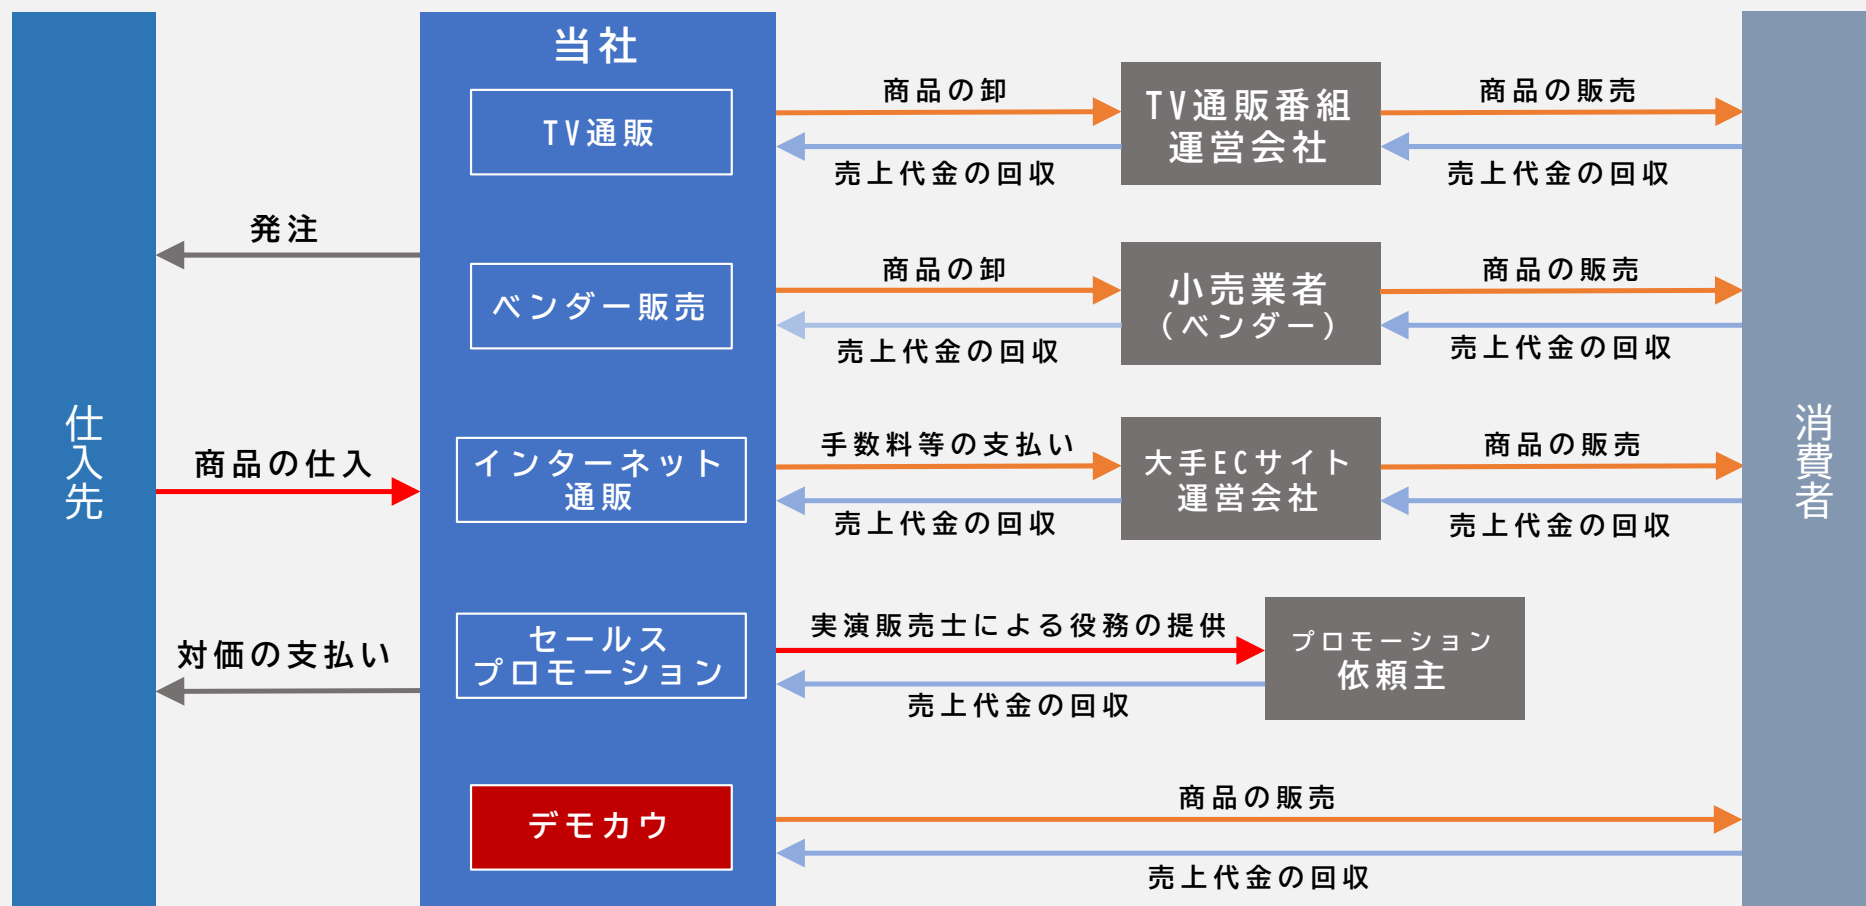 仕入先
発注
商品の仕入
対価の支払い
当社
TV通販
ベンダー販売
インターネット
通販
セールス
プロモーション
デモカウ
商品の卸
売上代金の回収
TV通販番組
運営会社
商品の販売
売上代金の回収
商品の卸
売上代金の回収
小売業者
(ベンダー)
商品の販売
売上代金の回収
手数料等の支払い
売上代金の回収
大手ECサイト
運営会社
商品の販売
売上代金の回収
実演販売士による役務の提供
売上代金の回収
プロモーション
依頼主
商品の販売
売上代金の回収
消費者